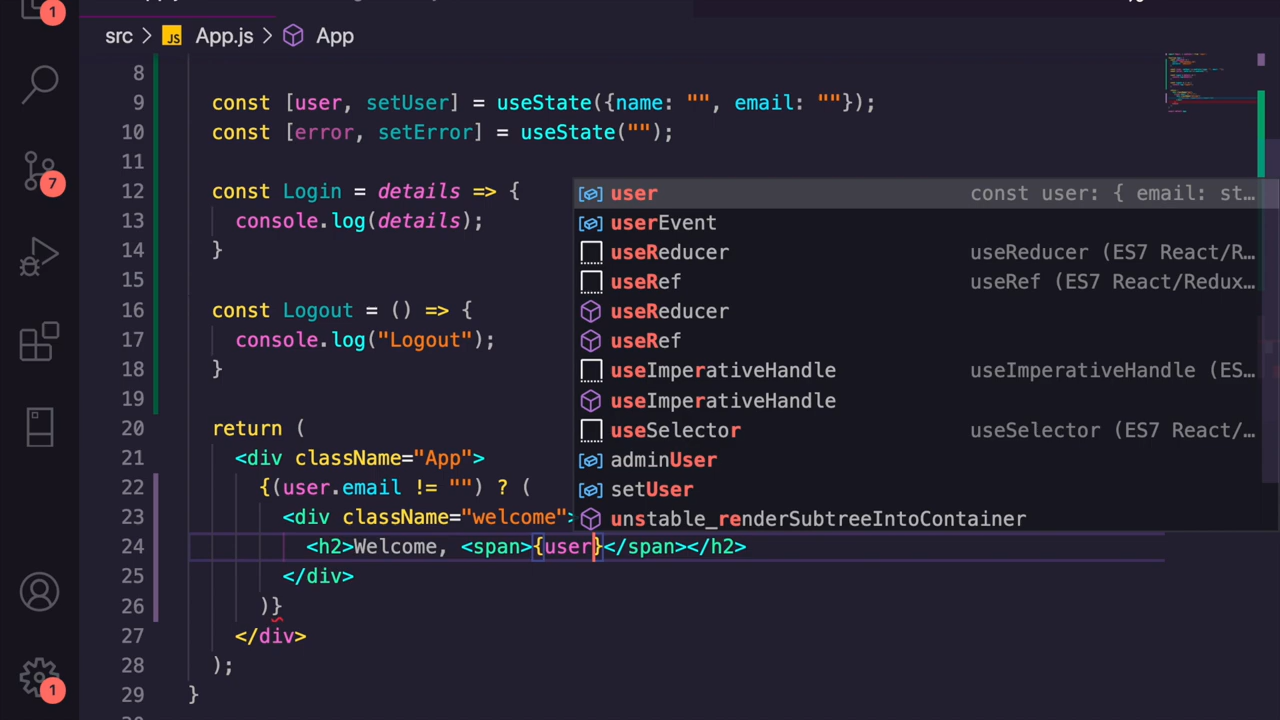 1
src > JS App.js > App
8
9 const [user, setUser] = useState({name: "", email: ""});
10 const [error, setError] = useState("");
11
12 const Login = details => {
13 console.log(details);
14 }
15
16 const Logout = () => {
17 console.log("Logout");
18 }
19
20 return (
21 <div className="App">
22 {(user.email != "") ? (
23 <div className="welcome">
24 <h2>Welcome, <span>{user}</span></h2>
25 </div>
26 )}
27 </div>
28 );
29 }
user const user: { email: st…
userEvent
useReducer useReducer (ES7 React/R…
useRef useRef (ES7 React/Redux…
useReducer
useRef
useImperativeHandle useImperativeHandle (ES…
useImperativeHandle
useSelector useSelector (ES7 React/…
adminUser
setUser
unstable_renderSubtreeIntoContainer
7
1